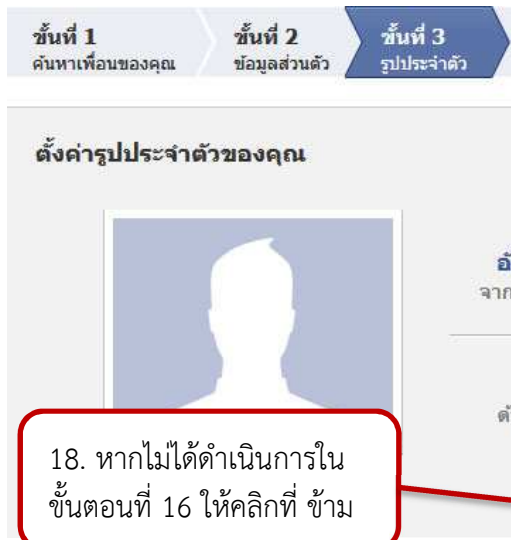 ขั้นที่ 1
ค้นหาเพื่อนของคุณ
ขั้นที่ 2
ข้อมูลส่วนตัว
ขั้นที่ 3
รูปประจำตัว
ตั้งค่ารูปประจำตัวของคุณ
จาก
18. หากไม่ได้ดำเนินการใน
ขั้นตอนที่ 16 ให้คลิกที่ ข้าม